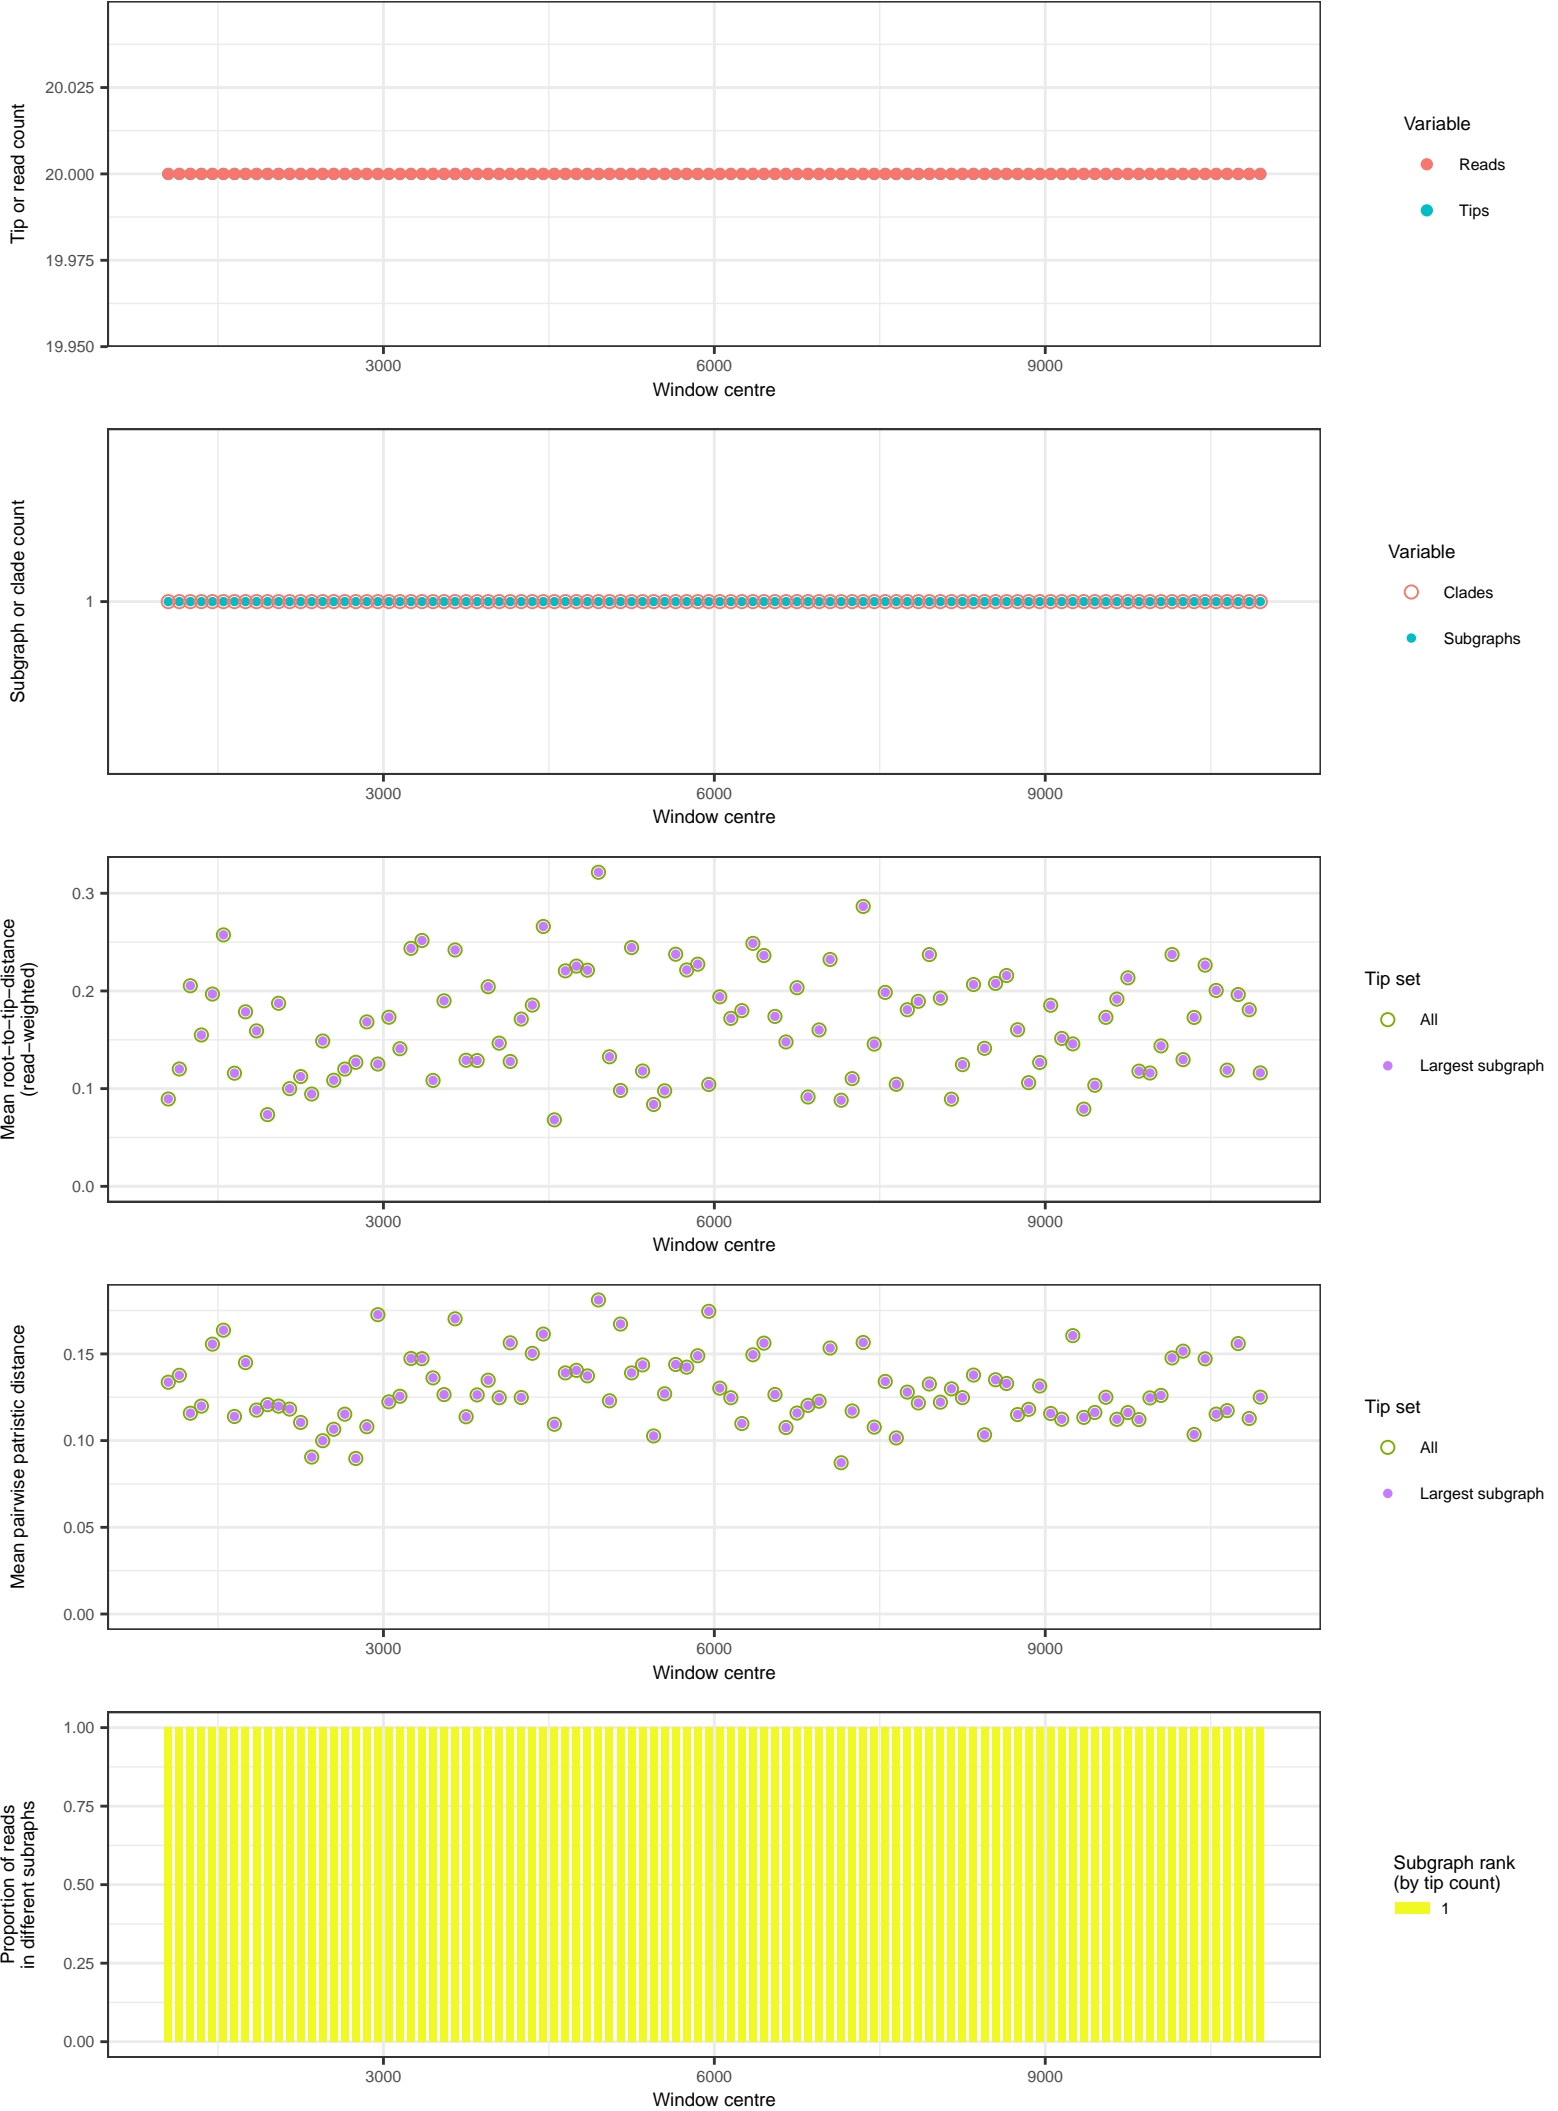 Tip or read count
20.025
20.000
19.975
19.950
3000
6000
9000
Window centre
Variable
Reads
Tips
Subgraph or clade count
1
3000
6000
9000
Window centre
Variable
Clades
Subgraphs
Mean root−to−tip−distance
(read−weighted)
0.3
0.2
0.1
0.0
3000
6000
9000
Window centre
Tip set
All
Largest subgraph
Mean pairwise patristic distance
0.15
0.10
0.05
0.00
3000
6000
9000
Window centre
Tip set
All
Largest subgraph
Proportion of reads
in different subraphs
1.00
0.75
0.50
0.25
0.00
3000
6000
9000
Window centre
Subgraph rank
(by tip count)
1